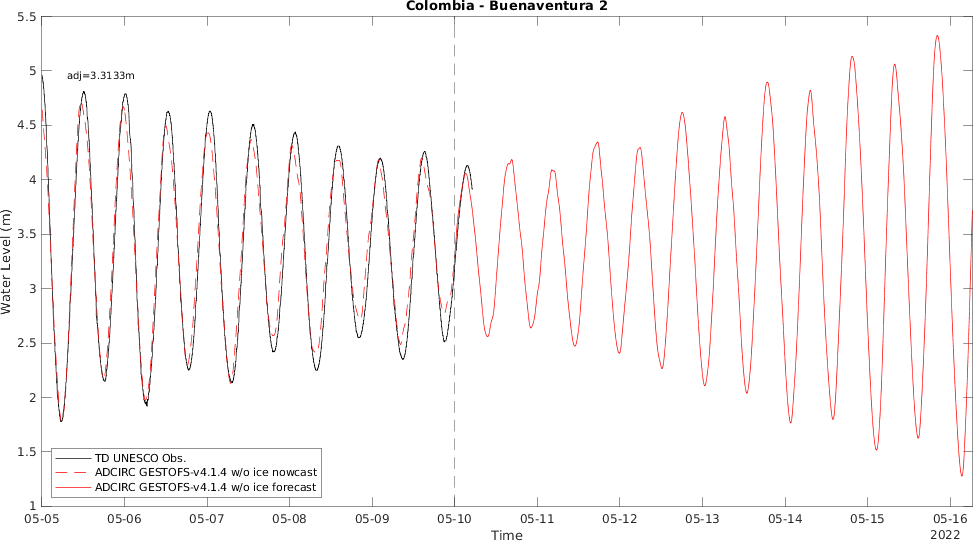 Colombia - Buenaventura 2
5.5
5
4.5
4
3.5
3
2.5
2
1.5
1
Water Level (m)
adj=3.3133m
TD UNESCO Obs.
ADCIRC GESTOFS-v4.1.4 w/o ice nowcast
ADCIRC GESTOFS-v4.1.4 w/o ice forecast
05-05 05-06 05-07 05-08 05-09 05-10 05-11 05-12 05-13 05-14 05-15 05-16
2022
Time